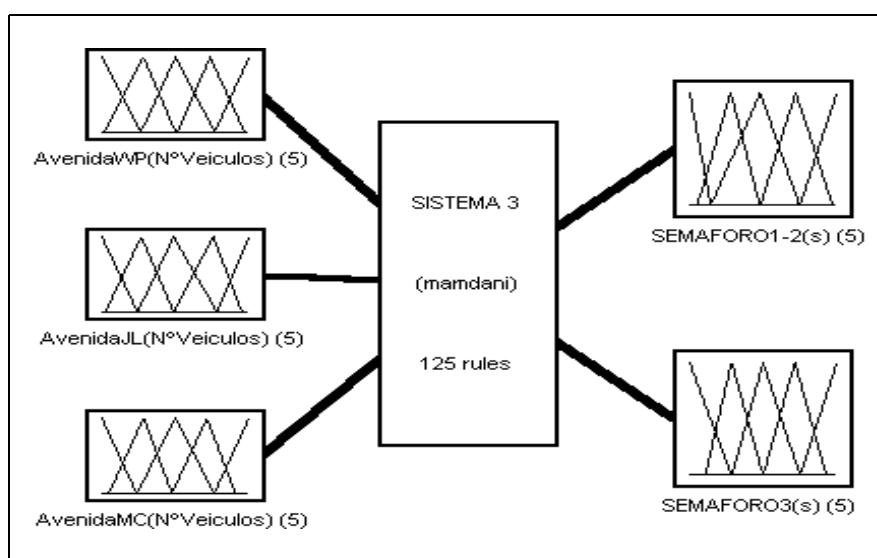 AvenidaWP(NºVeiculos) (5)
AvenidaJL(NºVeiculos) (5)
AvenidaMC(NºVeiculos) (5)
SISTEMA 3
(mamdani)
125 rules
SEMAFORO1-2(s) (5)
SEMAFORO3(s) (5)